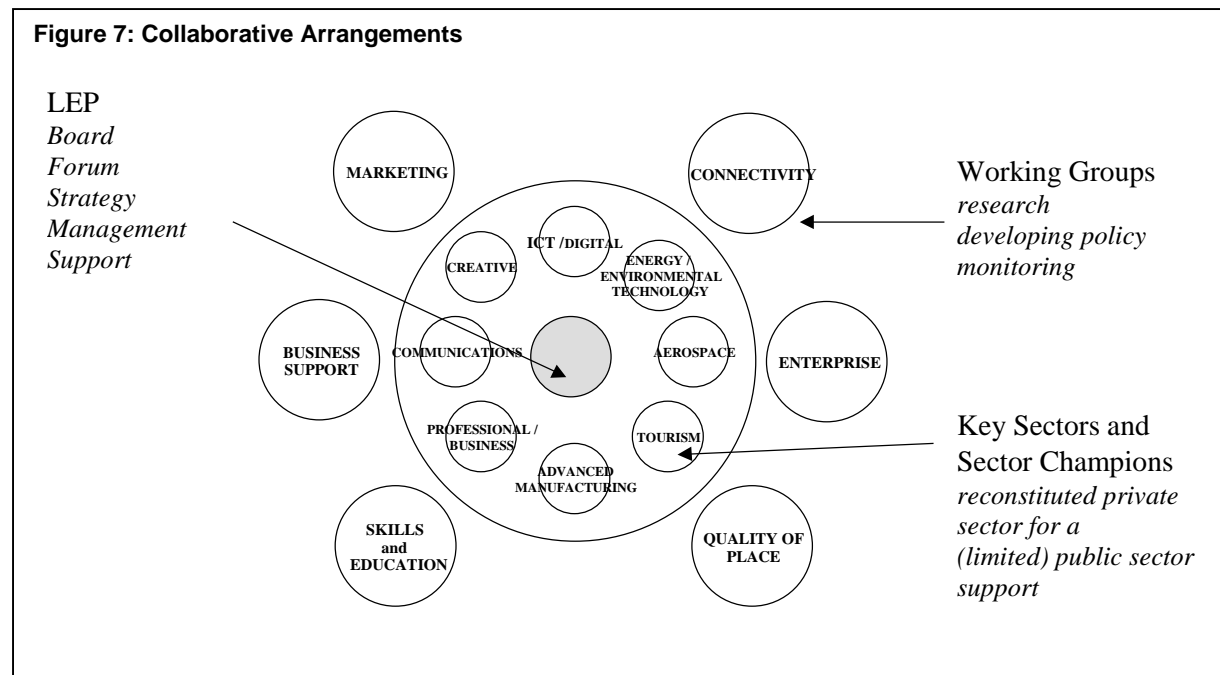 Figure 7: Collaborative Arrangements
LEP
Board
Forum
Strategy
Management
Support
MARKETING
CONNECTIVITY
Working Groups
research
developing policy
monitoring
ICT /DIGITAL
CREATIVE
ENERGY /
ENVIRONMENTAL
TECHNOLOGY
BUSINESS
SUPPORT
COMMUNICATIONS
AEROSPACE
ENTERPRISE
PROFESSIONAL /
BUSINESS
TOURISM
ADVANCED
MANUFACTURING
Key Sectors and
Sector Champions
reconstituted private
sector for a
(limited) public sector
support
SKILLS
and
EDUCATION
QUALITY OF
PLACE